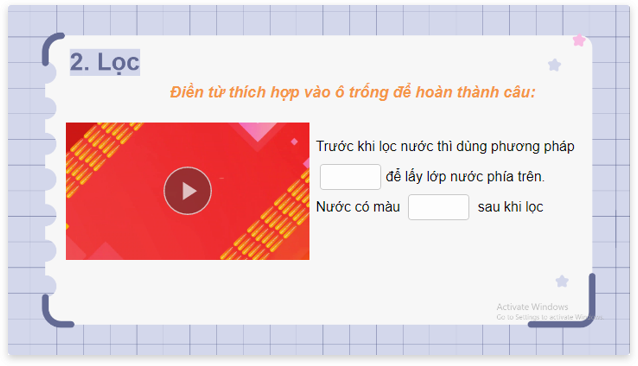 2. Lọc
Điền từ thích hợp vào ô trống để hoàn thành câu:
Trước khi lọc nước thì dùng phương pháp
để lấy lớp nước phía trên.
Nước có màu sau khi lọc
Activate Windows
Go to Settings to activate Windows.